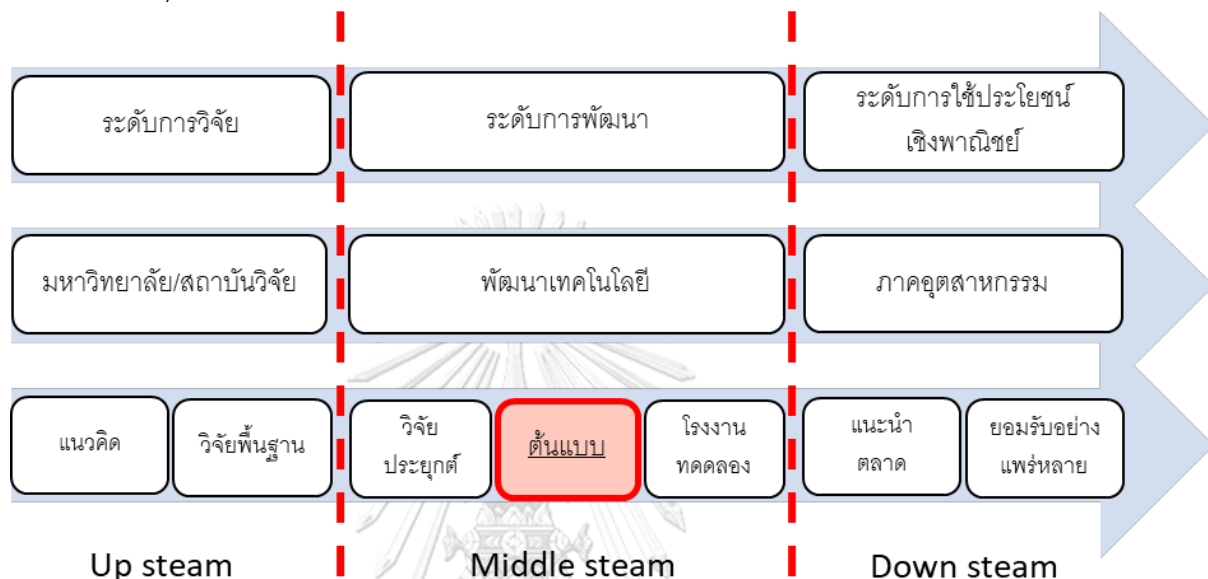 ระดับการวิจัย
ระดับการพัฒนา
ระดับการใช้ประโยชน์
เชิงพาณิชย์
มหาวิทยาลัย/สถาบันวิจัย
พัฒนาเทคโนโลยี
ภาคอุตสาหกรรม
แนวคิด
วิจัยพื้นฐาน
วิจัย
ประยุกต์
ต้นแบบ
โรงงาน
ทดดลอง
แนะนำ
ตลาด
ยอมรับอย่าง
แพร่หลาย
Up steam
Middle steam
Down steam